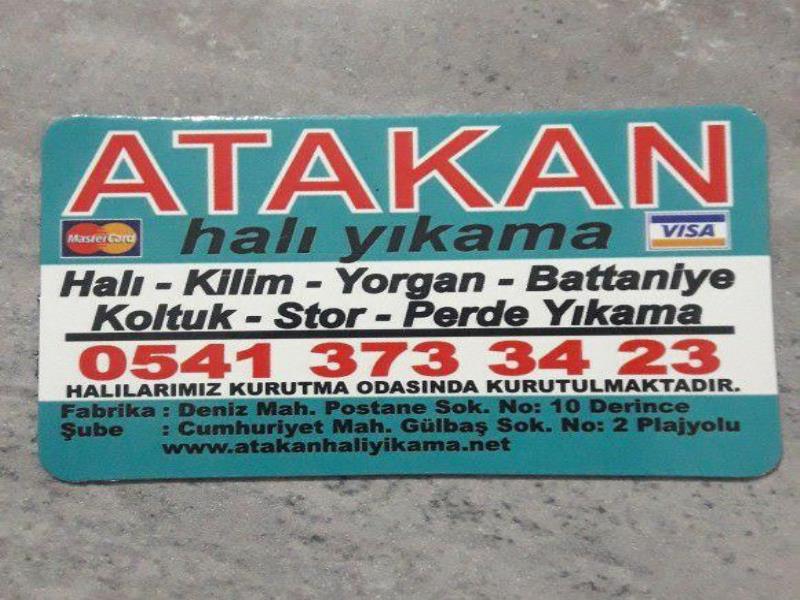 ATAKAN
MasterCard
halı yıkama
VISA
Halı - Kilim - Yorgan - Battaniye
Koltuk - Stor - Perde Yıkama
0541 373 34 23
HALILARIMIZ KURUTMA ODASINDA KURUTULMAKTADIR.
Fabrika : Deniz Mah. Postane Sok. No: 10 Derince
Şube : Cumhuriyet Mah. Gülbaş Sok. No: 2 Plajyolu
www.atakanhaliyikama.net